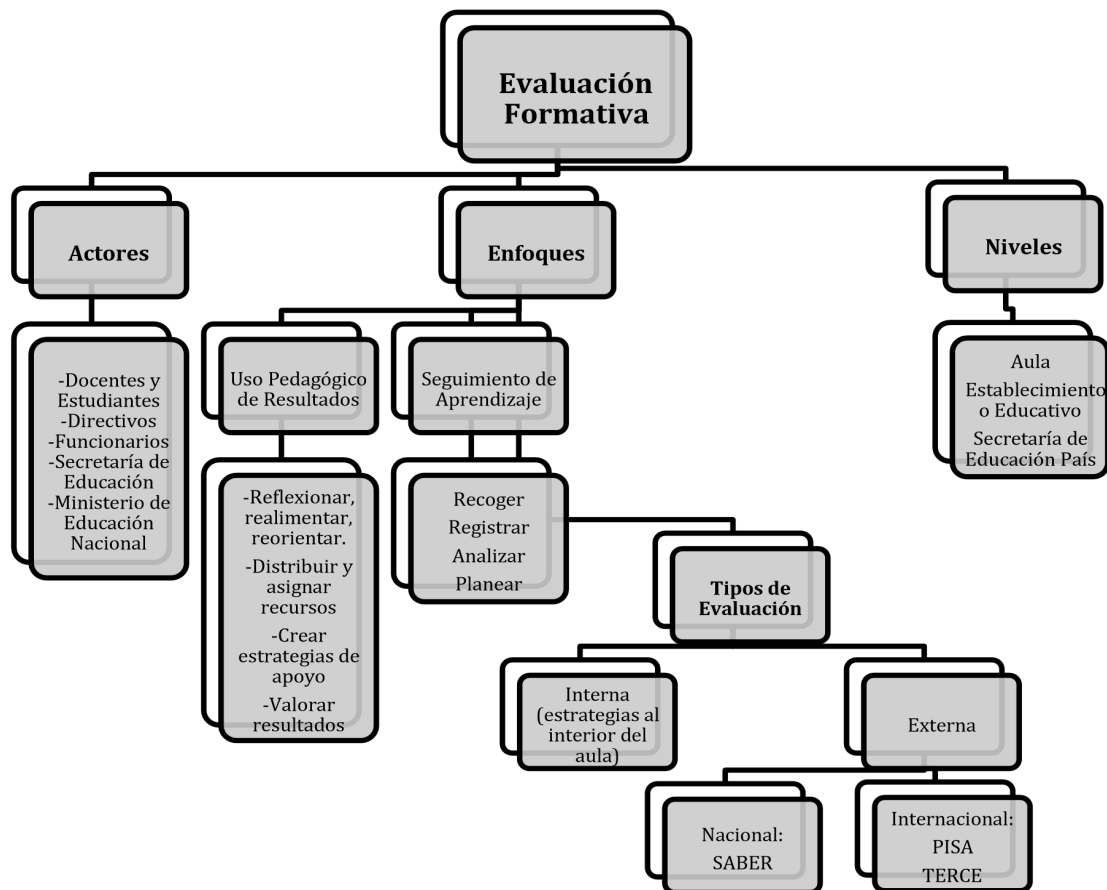 Evaluación
Formativa
Actores
Enfoques
Niveles
-Docentes y
Estudiantes
-Directivos
-Funcionarios
-Secretaría de
Educación
-Ministerio de
Educación
Nacional
Uso Pedagógico
de Resultados
Seguimiento de
Aprendizaje
Aula
Establecimiento
o Educativo
Secretaría de
Educación País
-Reflexionar,
realimentar,
reorientar.
-Distribuir y
asignar
recursos
-Crear
estrategias de
apoyo
-Valorar
resultados
Recoger
Registrar
Analizar
Planear
Tipos de
Evaluación
Interna
(estrategias al
interior del
aula)
Externa
Nacional:
SABER
Internacional:
PISA
TERCE